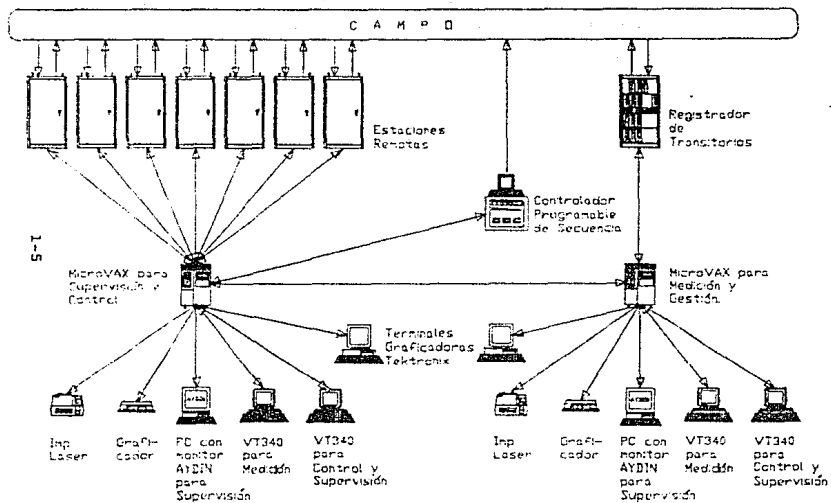 C A M P O
Estaciones
Remotas
Registrador
de
Transitorios
Controlador
Programable
de Secuencia
1-5
MicroVAX para
Supervisión y
Control
MicroVAX para
Medición y
Gestión
Terminales
Graficadoras
Tektronix
AYDIN
AYDIN
Imp
Laser
Grafi-
cador
PC con
monitor
AYDIN
para
Supervisión
VT340
para
Medición
VT340
para
Control y
Supervisión
Imp
Laser
Grafi-
cador
PC con
monitor
AYDIN
para
Supervisión
VT340
para
Medición
VT340
para
Control y
Supervisión